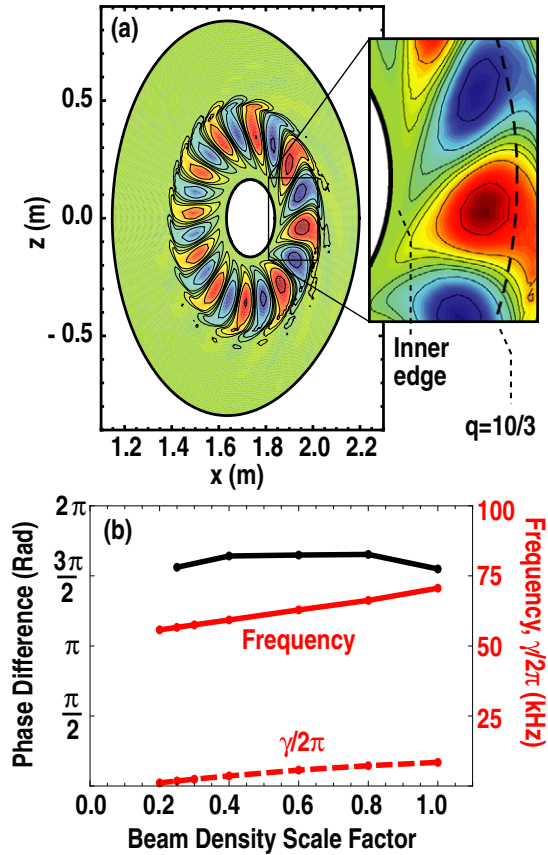 (a)
z (m)
0.5
0.0
- 0.5
1.2 1.4 1.6 1.8 2.0 2.2
x (m)
Inner
edge
q=10/3
(b)
Phase Difference (Rad)
2π
3π
2
π
π
2
Frequency, γ/2π (kHz)
100
75
50
25
Frequency
γ/2π
0.0 0.2 0.4 0.6 0.8 1.0
Beam Density Scale Factor